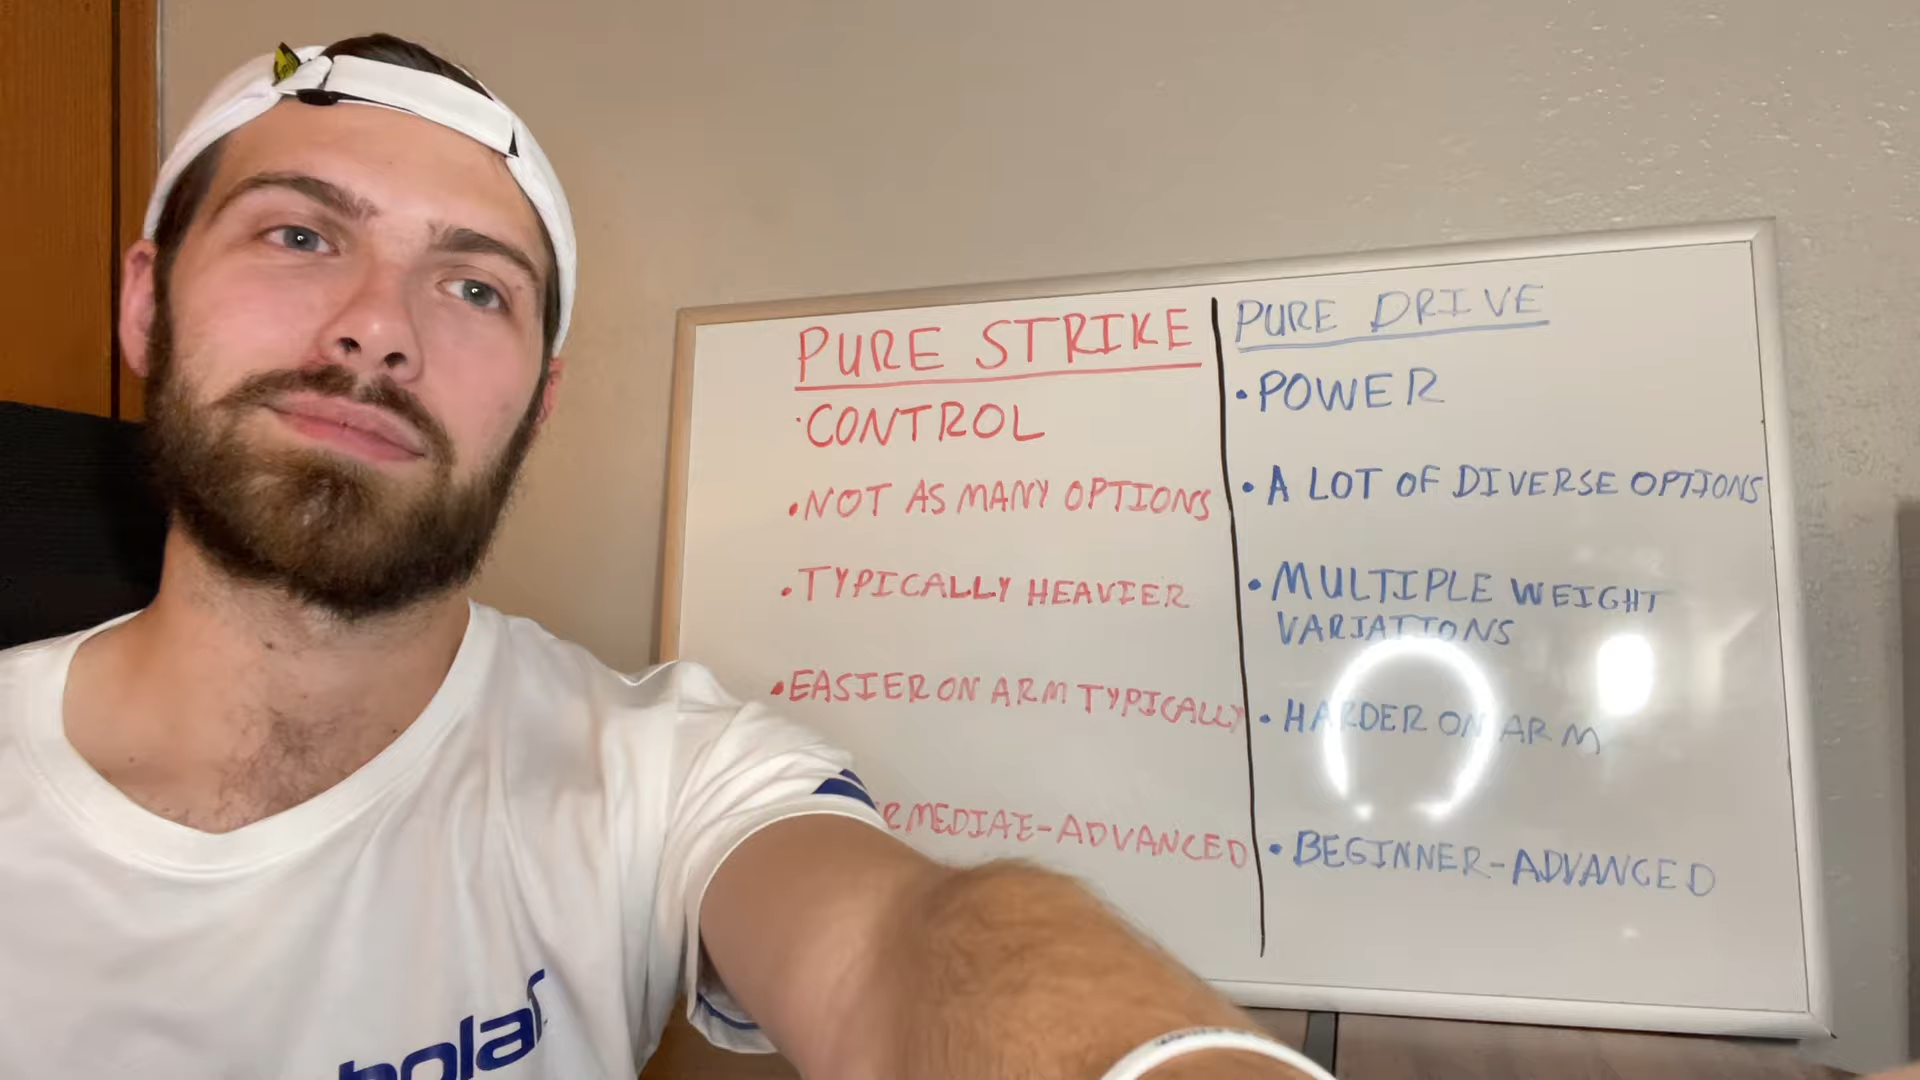 PURE STRIKE
·CONTROL
•NOT AS MANY OPTIONS
•TYPICALLY HEAVIER
•EASIER ON ARM TYPICALLY
RMEDIATE-ADVANCED
PURE DRIVE
•POWER
•A LOT OF DIVERSE OPTIONS
•MULTIPLE WEIGHT
VARIATIONS
•HARDER ON ARM
•BEGINNER-ADVANCED
bolaT